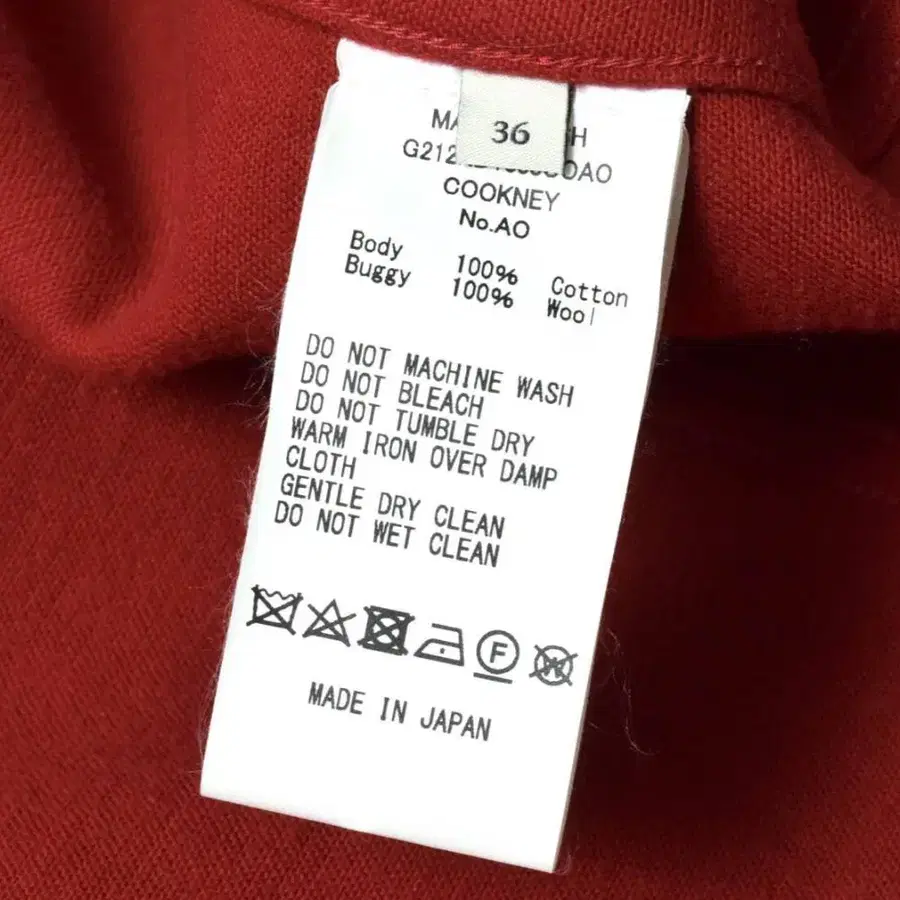 36
COOKNEY
No.AO
Body 100% Cotton
Buggy 100% Wool
DO NOT MACHINE WASH
DO NOT BLEACH
DO NOT TUMBLE DRY
WARM IRON OVER DAMP
CLOTH
GENTLE DRY CLEAN
DO NOT WET CLEAN
F
W
MADE IN JAPAN